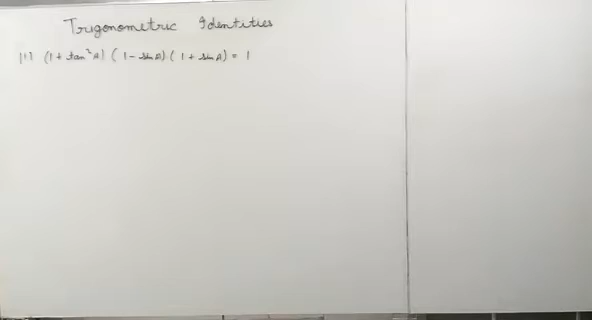 Trigonometric Identities
(1) (1 + tan²A) (1 - sin A) (1 + sin A) = 1